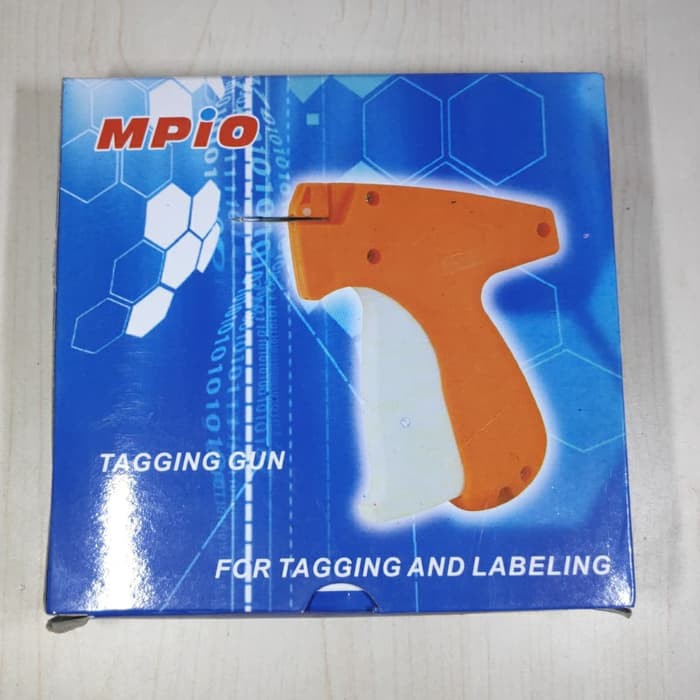 MPiO
TAGGING GUN
FOR TAGGING AND LABELING